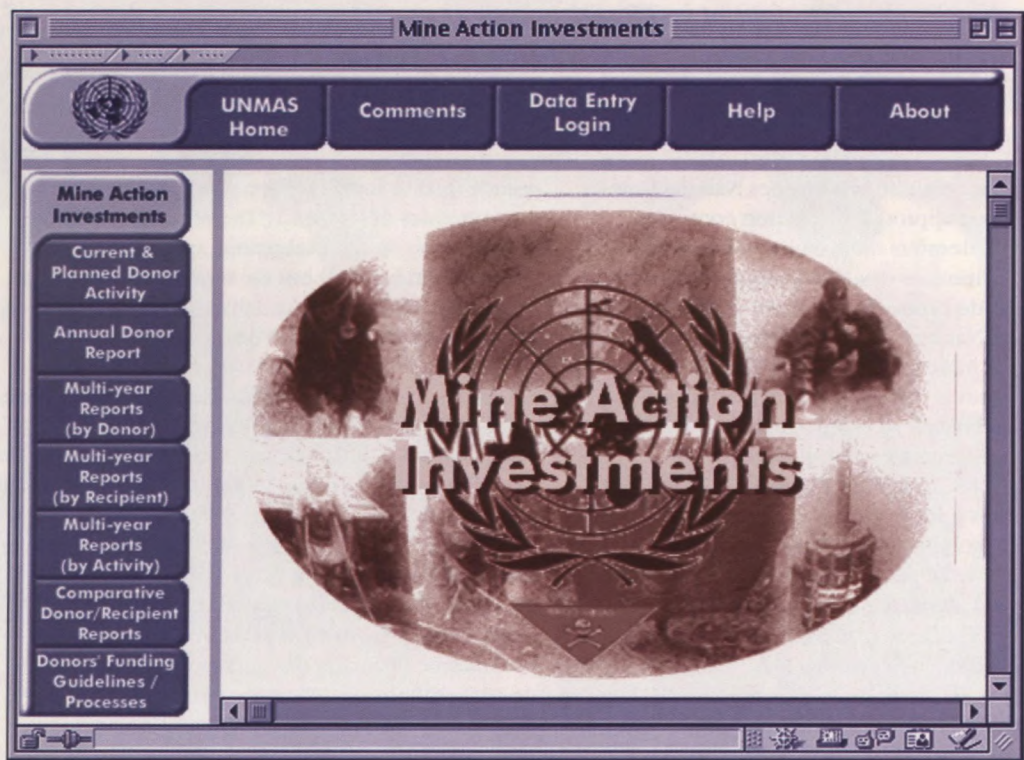 Mine Action Investments
UNMAS
Home
Comments
Data Entry
Login
Help
About
Mine Action
Investments
Current &
Planned Donor
Activity
Annual Donor
Report
Multi-year
Reports
(by Donor)
Multi-year
Reports
(by Recipient)
Multi-year
Reports
(by Activity)
Comparative
Donor/Recipient
Reports
Donors' Funding
Guidelines /
Processes
Mine Action
Investments